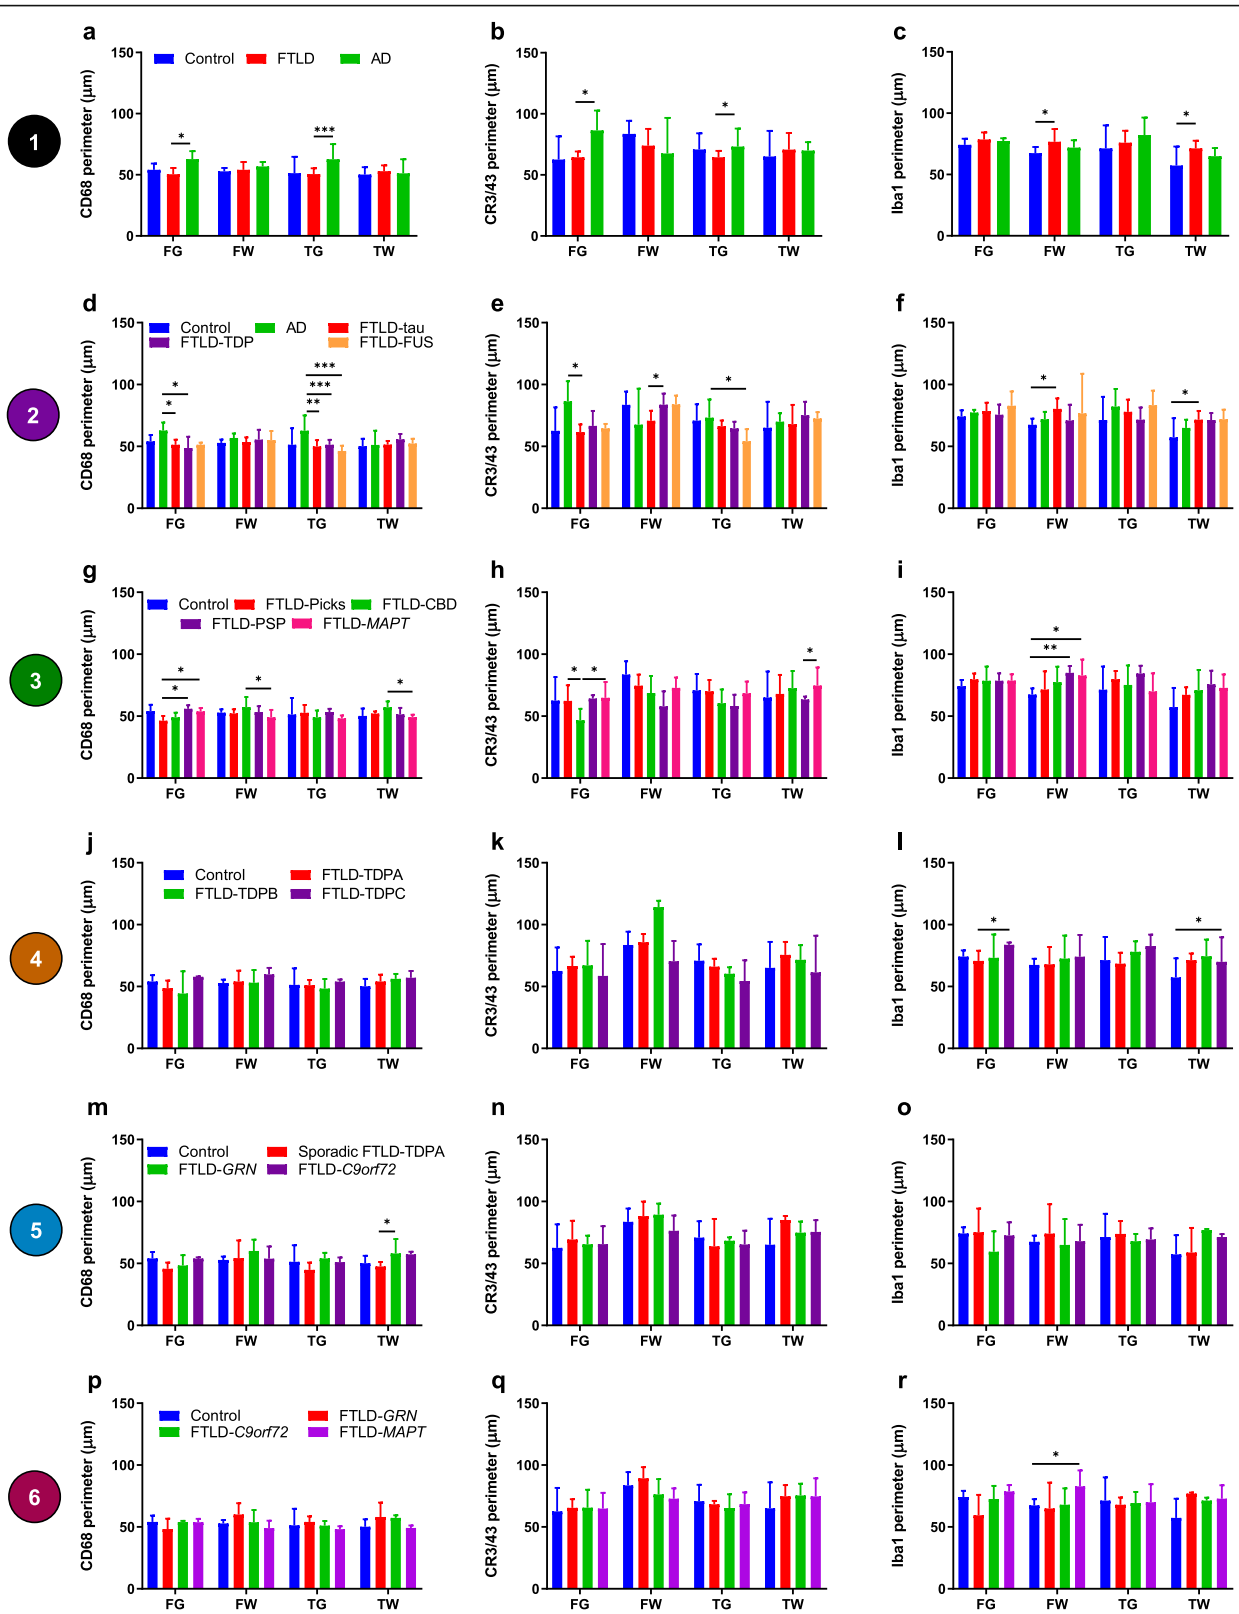 a
b
c
1
CD68 perimeter (µm)
150
100
50
0
Control FTLD AD
* ***
FG FW TG TW
CR3/43 perimeter (µm)
150
100
50
0
* *
FG FW TG TW
Iba1 perimeter (µm)
150
100
50
0
* *
FG FW TG TW
d
e
f
2
CD68 perimeter (µm)
150
100
50
0
Control AD FTLD-tau
FTLD-TDP FTLD-FUS
***
* ***
* **
FG FW TG TW
CR3/43 perimeter (µm)
150
100
50
0
* * *
FG FW TG TW
Iba1 perimeter (µm)
150
100
50
0
* *
FG FW TG TW
g
h
i
3
CD68 perimeter (µm)
150
100
50
0
Control FTLD-Picks FTLD-CBD
FTLD-PSP FTLD-MAPT
* * *
*
FG FW TG TW
CR3/43 perimeter (µm)
150
100
50
0
* * *
FG FW TG TW
Iba1 perimeter (µm)
150
100
50
0
*
**
FG FW TG TW
j
k
l
4
CD68 perimeter (µm)
150
100
50
0
Control FTLD-TDPA
FTLD-TDPB FTLD-TDPC
FG FW TG TW
CR3/43 perimeter (µm)
150
100
50
0
FG FW TG TW
Iba1 perimeter (µm)
150
100
50
0
* *
FG FW TG TW
m
n
o
5
CD68 perimeter (µm)
150
100
50
0
Control Sporadic FTLD-TDPA
FTLD-GRN FTLD-C9orf72
*
FG FW TG TW
CR3/43 perimeter (µm)
150
100
50
0
FG FW TG TW
Iba1 perimeter (µm)
150
100
50
0
FG FW TG TW
p
q
r
6
CD68 perimeter (µm)
150
100
50
0
Control FTLD-GRN
FTLD-C9orf72 FTLD-MAPT
FG FW TG TW
CR3/43 perimeter (µm)
150
100
50
0
FG FW TG TW
Iba1 perimeter (µm)
150
100
50
0
*
FG FW TG TW